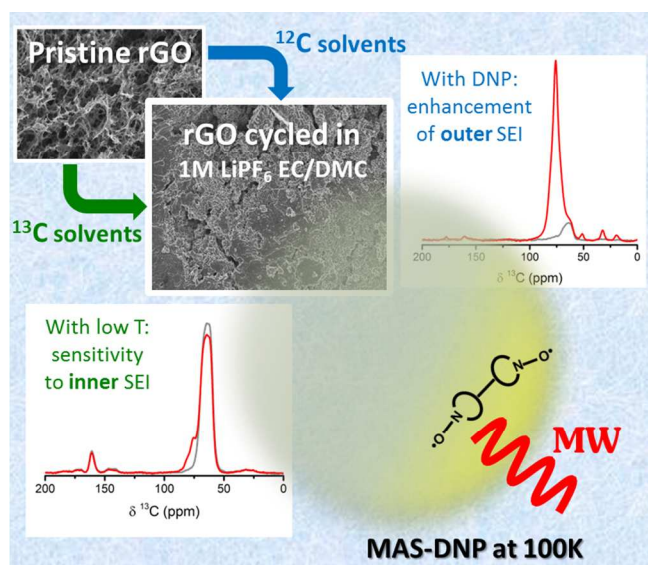 Pristine rGO
¹²C solvents
rGO cycled in
1M LiPF₆ EC/DMC
¹³C solvents
With DNP:
enhancement
of outer SEI
200 150 100 75 50 0
δ ¹³C (ppm)
With low T:
sensitivity
to inner SEI
200 150 100 50 0
δ ¹³C (ppm)
N–O•
•O–N
MW
MAS-DNP at 100K